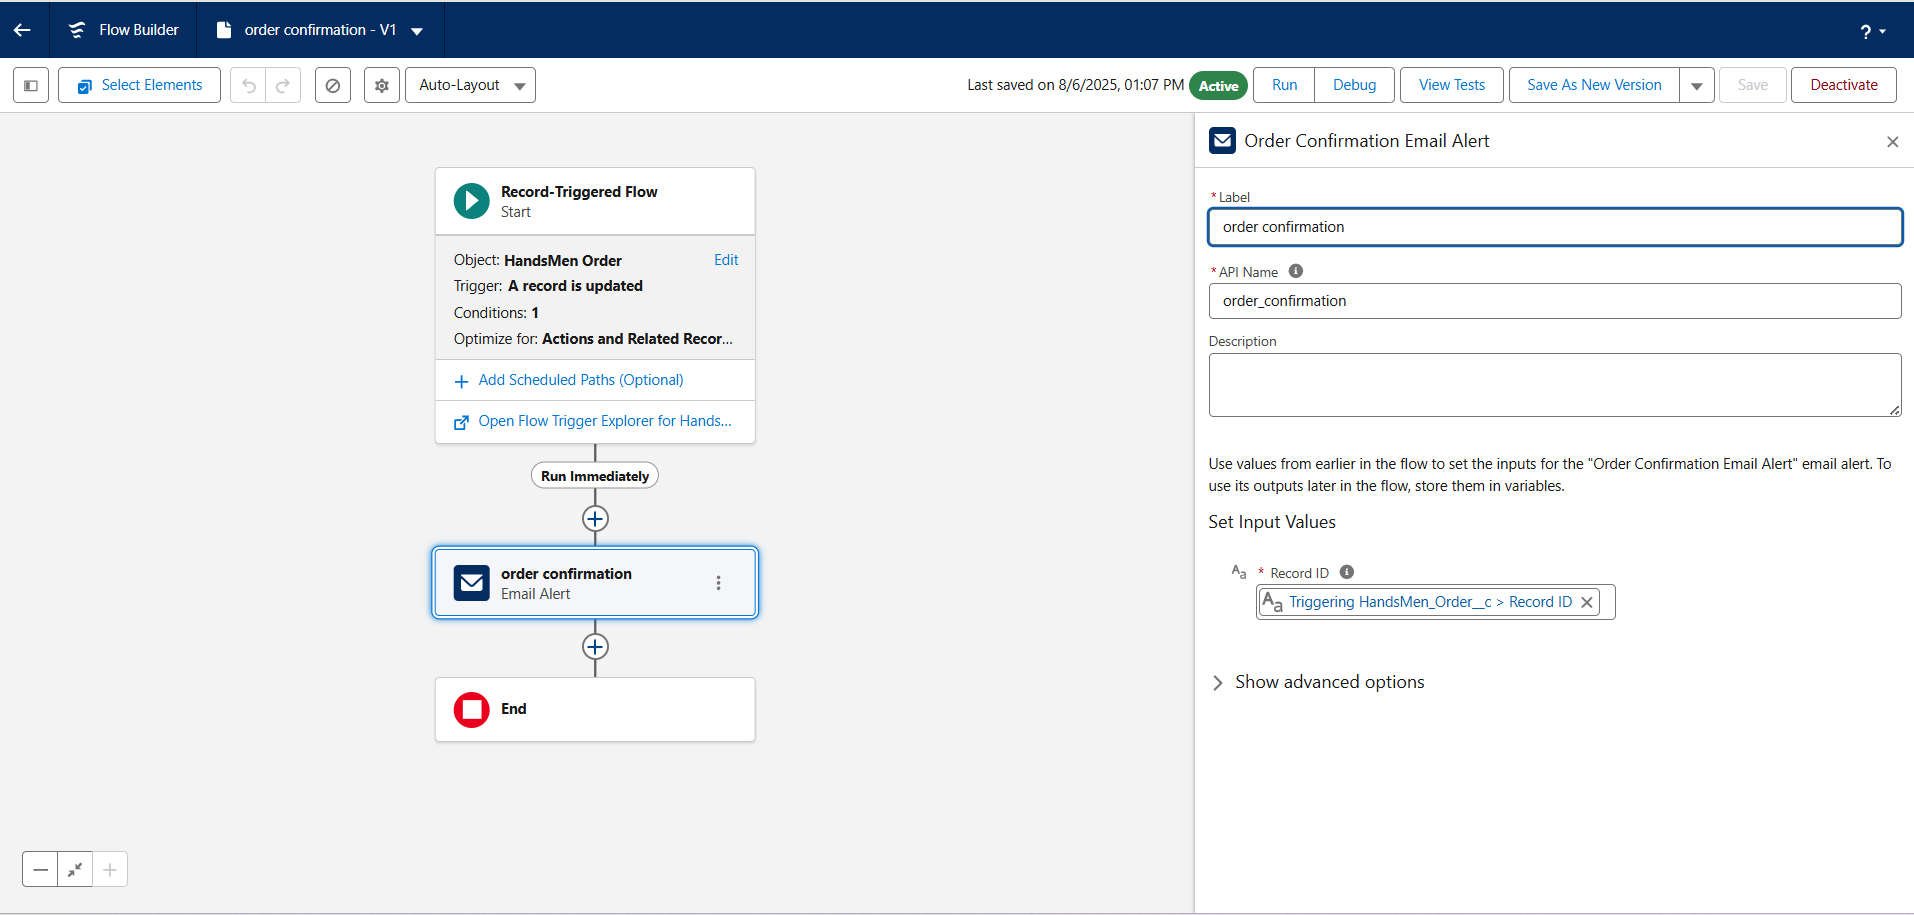 Flow Builder
order confirmation - V1
?
Select Elements
Auto-Layout
Last saved on 8/6/2025, 01:07 PM
Active
Run
Debug
View Tests
Save As New Version
Save
Deactivate
Record-Triggered Flow
Start
Object: HandsMen Order
Edit
Trigger: A record is updated
Conditions: 1
Optimize for: Actions and Related Recor...
Add Scheduled Paths (Optional)
Open Flow Trigger Explorer for Hands...
Run Immediately
order confirmation
Email Alert
End
Order Confirmation Email Alert
* Label
order confirmation
* API Name
order_confirmation
Description
Use values from earlier in the flow to set the inputs for the "Order Confirmation Email Alert" email alert. To
use its outputs later in the flow, store them in variables.
Set Input Values
Aa * Record ID
Aa Triggering HandsMen_Order__c > Record ID
Show advanced options